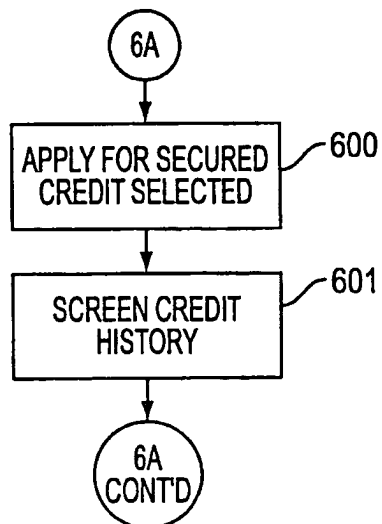 6A
APPLY FOR SECURED
CREDIT SELECTED
600
SCREEN CREDIT
HISTORY
601
6A
CONT'D